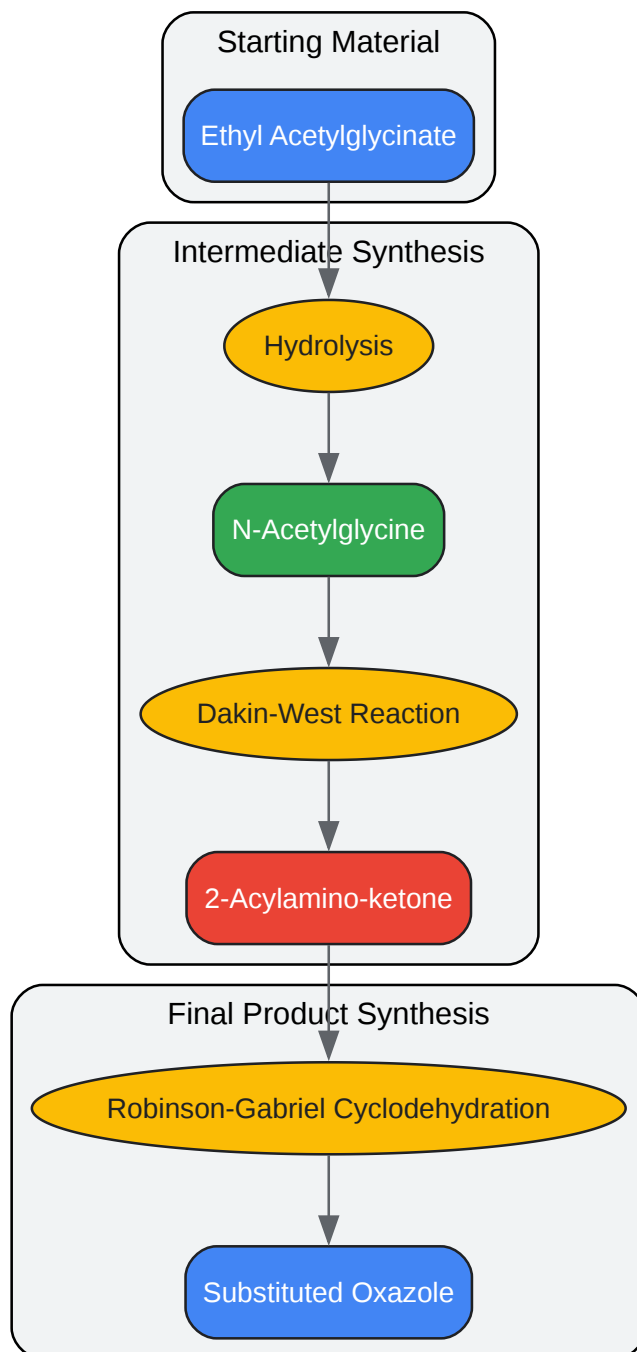 Starting Material
Ethyl Acetylglycinate
Intermediate Synthesis
Hydrolysis
N-Acetylglycine
Dakin-West Reaction
2-Acylamino-ketone
Final Product Synthesis
Robinson-Gabriel Cyclodehydration
Substituted Oxazole